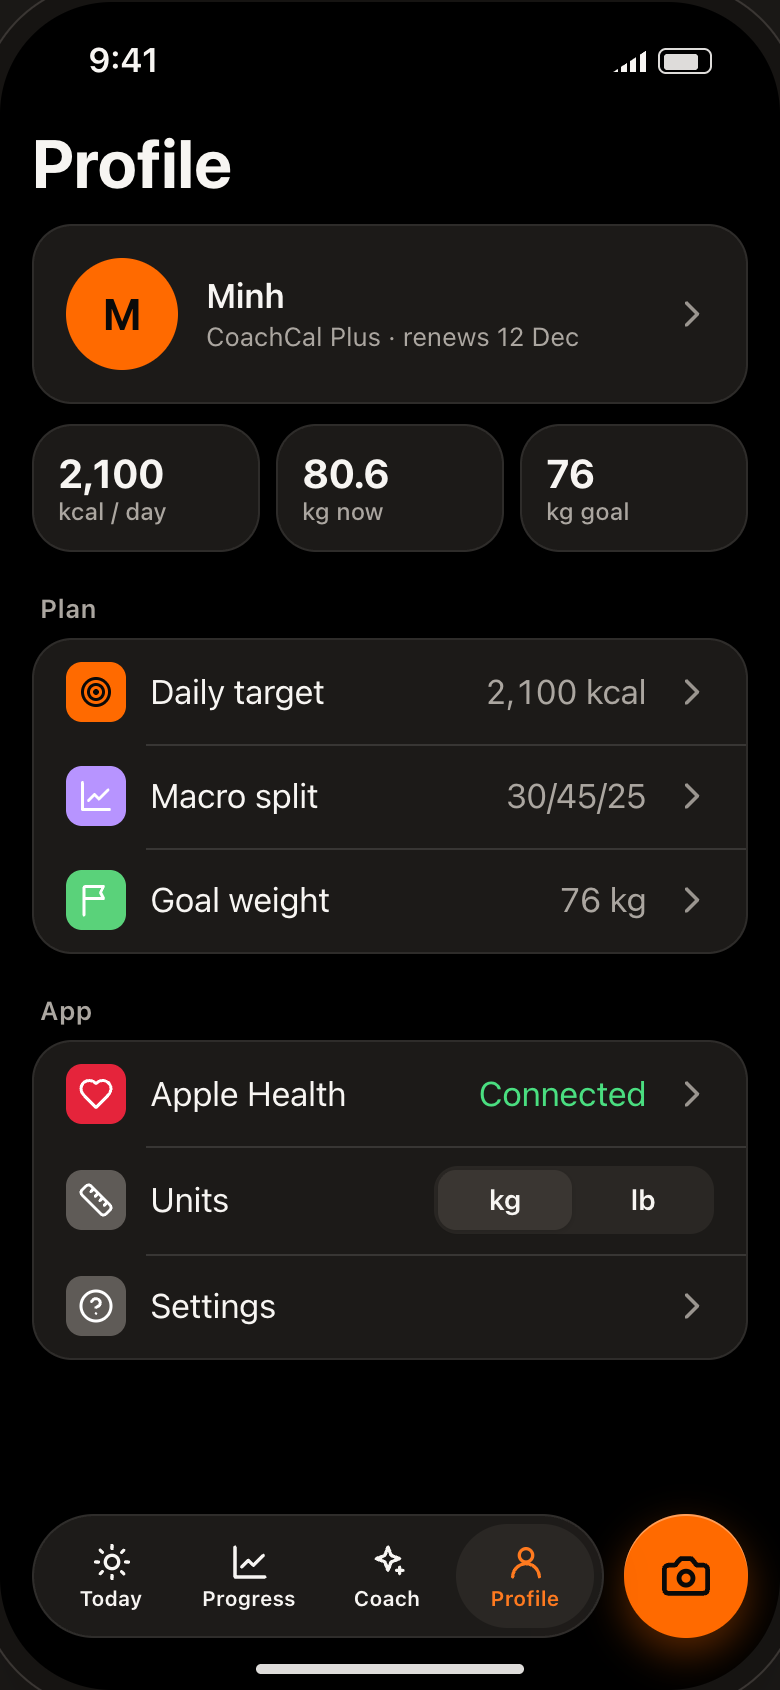 9:41
Profile
M
Minh
CoachCal Plus · renews 12 Dec
2,100
kcal / day
80.6
kg now
76
kg goal
Plan
Daily target 2,100 kcal
Macro split 30/45/25
Goal weight 76 kg
App
Apple Health Connected
Units kg lb
Settings
Today Progress Coach Profile